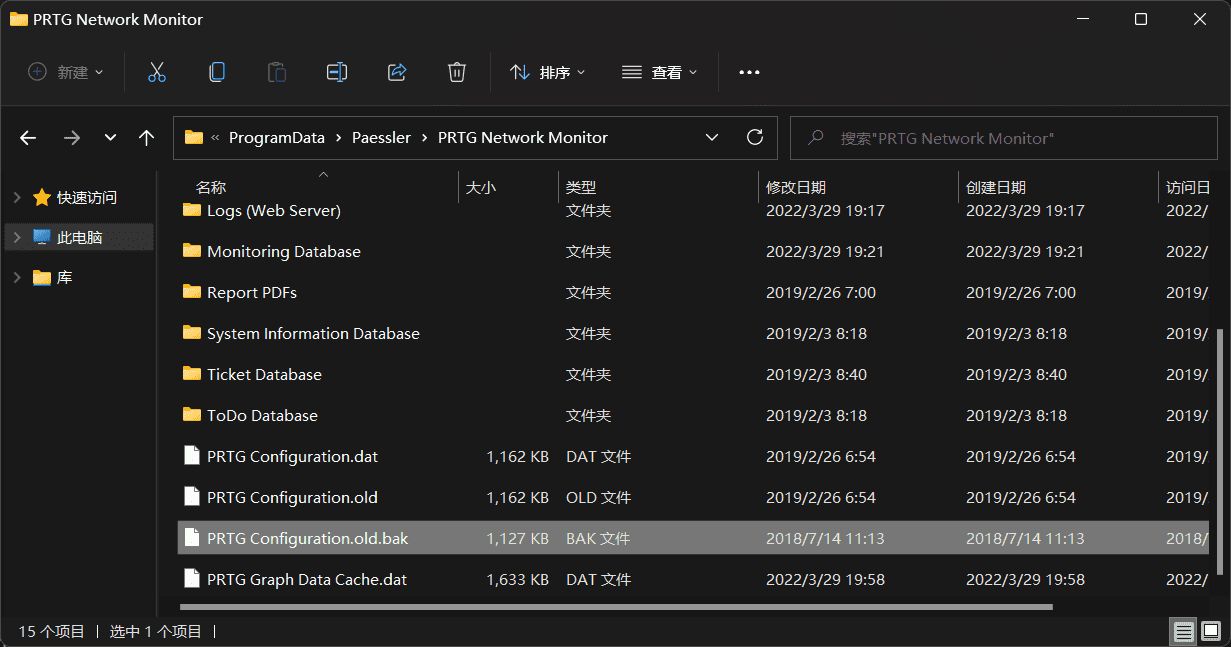 PRTG Network Monitor
新建 排序 查看
« ProgramData › Paessler › PRTG Network Monitor 搜索"PRTG Network Monitor"
快速访问
此电脑
库
名称 大小 类型 修改日期 创建日期 访问日
Logs (Web Server) 文件夹 2022/3/29 19:17 2022/3/29 19:17 2022/
Monitoring Database 文件夹 2022/3/29 19:21 2022/3/29 19:21 2022/
Report PDFs 文件夹 2019/2/26 7:00 2019/2/26 7:00 2019/
System Information Database 文件夹 2019/2/3 8:18 2019/2/3 8:18 2019/
Ticket Database 文件夹 2019/2/3 8:40 2019/2/3 8:40 2019/
ToDo Database 文件夹 2019/2/3 8:18 2019/2/3 8:18 2019/
PRTG Configuration.dat 1,162 KB DAT 文件 2019/2/26 6:54 2019/2/26 6:54 2019/
PRTG Configuration.old 1,162 KB OLD 文件 2019/2/26 6:54 2019/2/26 6:54 2019/
PRTG Configuration.old.bak 1,127 KB BAK 文件 2018/7/14 11:13 2018/7/14 11:13 2018/
PRTG Graph Data Cache.dat 1,633 KB DAT 文件 2022/3/29 19:58 2022/3/29 19:58 2022/
15 个项目 | 选中 1 个项目 |